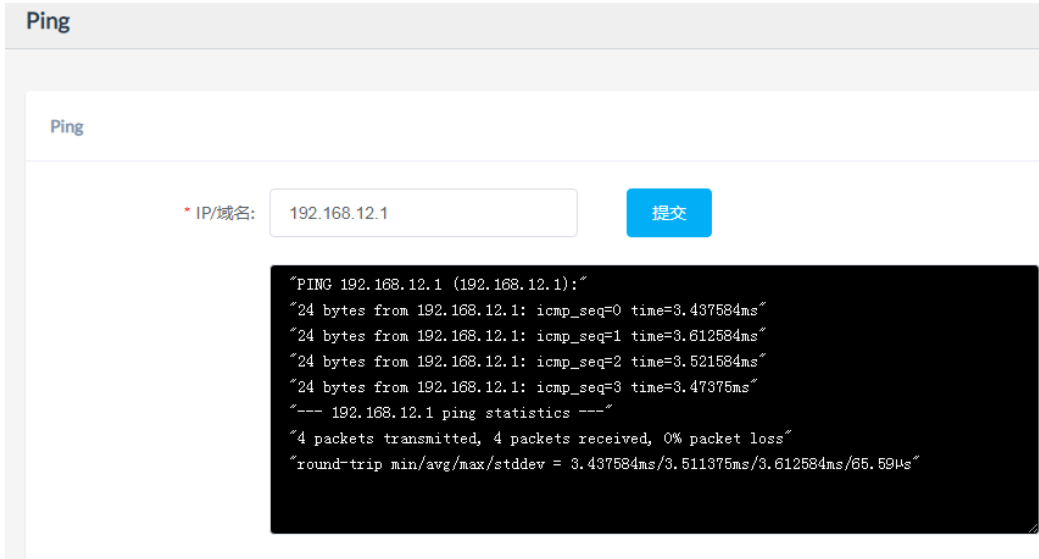 Ping
Ping
* IP/域名: 192.168.12.1 提交
"PING 192.168.12.1 (192.168.12.1):"
"24 bytes from 192.168.12.1: icmp_seq=0 time=3.437584ms"
"24 bytes from 192.168.12.1: icmp_seq=1 time=3.612584ms"
"24 bytes from 192.168.12.1: icmp_seq=2 time=3.521584ms"
"24 bytes from 192.168.12.1: icmp_seq=3 time=3.47375ms"
"--- 192.168.12.1 ping statistics ---"
"4 packets transmitted, 4 packets received, 0% packet loss"
"round-trip min/avg/max/stddev = 3.437584ms/3.511375ms/3.612584ms/65.59µs"